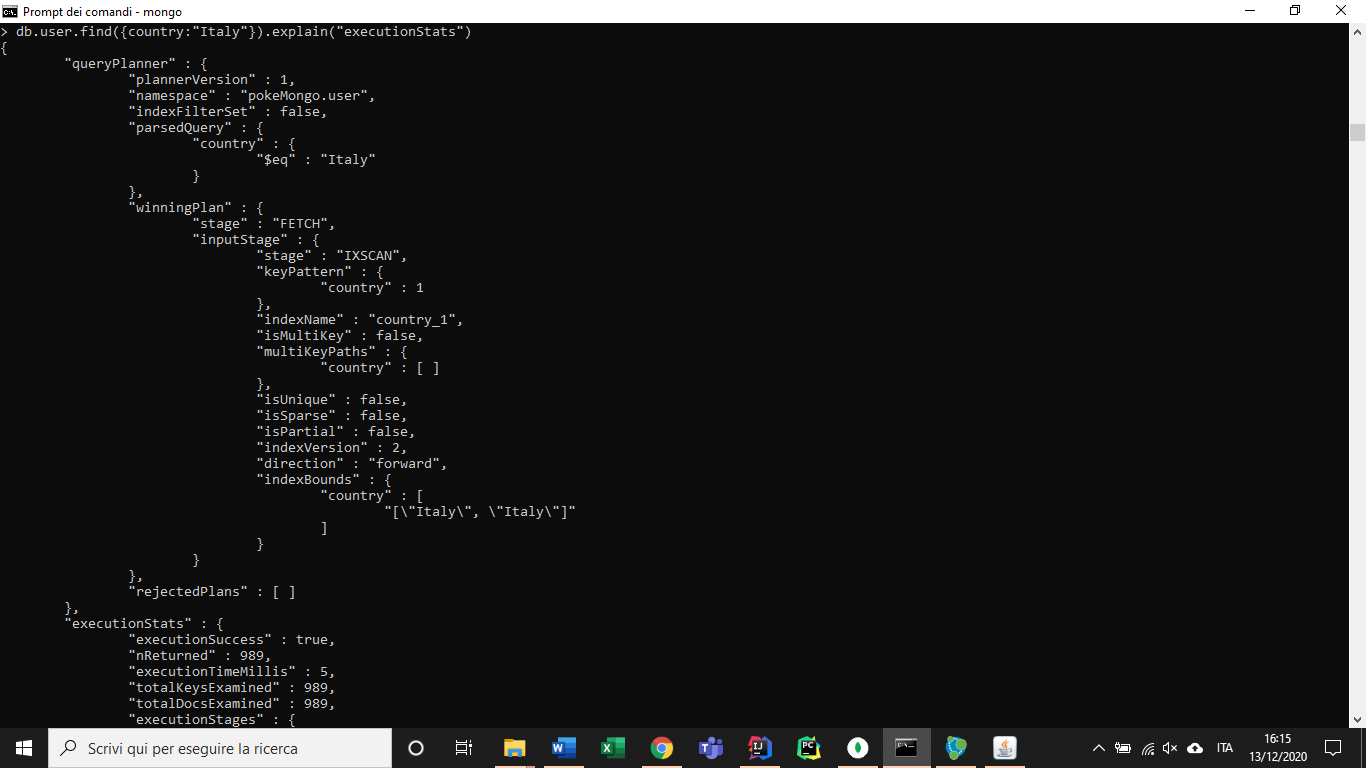 Prompt dei comandi - mongo
> db.user.find({country:"Italy"}).explain("executionStats")
{
"queryPlanner" : {
"plannerVersion" : 1,
"namespace" : "pokeMongo.user",
"indexFilterSet" : false,
"parsedQuery" : {
"country" : {
"$eq" : "Italy"
}
},
"winningPlan" : {
"stage" : "FETCH",
"inputStage" : {
"stage" : "IXSCAN",
"keyPattern" : {
"country" : 1
},
"indexName" : "country_1",
"isMultiKey" : false,
"multiKeyPaths" : {
"country" : [ ]
},
"isUnique" : false,
"isSparse" : false,
"isPartial" : false,
"indexVersion" : 2,
"direction" : "forward",
"indexBounds" : {
"country" : [
"[\"Italy\", \"Italy\"]"
]
}
}
},
"rejectedPlans" : [ ]
},
"executionStats" : {
"executionSuccess" : true,
"nReturned" : 989,
"executionTimeMillis" : 5,
"totalKeysExamined" : 989,
"totalDocsExamined" : 989,
"executionStages" : {
Scrivi qui per eseguire la ricerca
ITA
16:15
13/12/2020